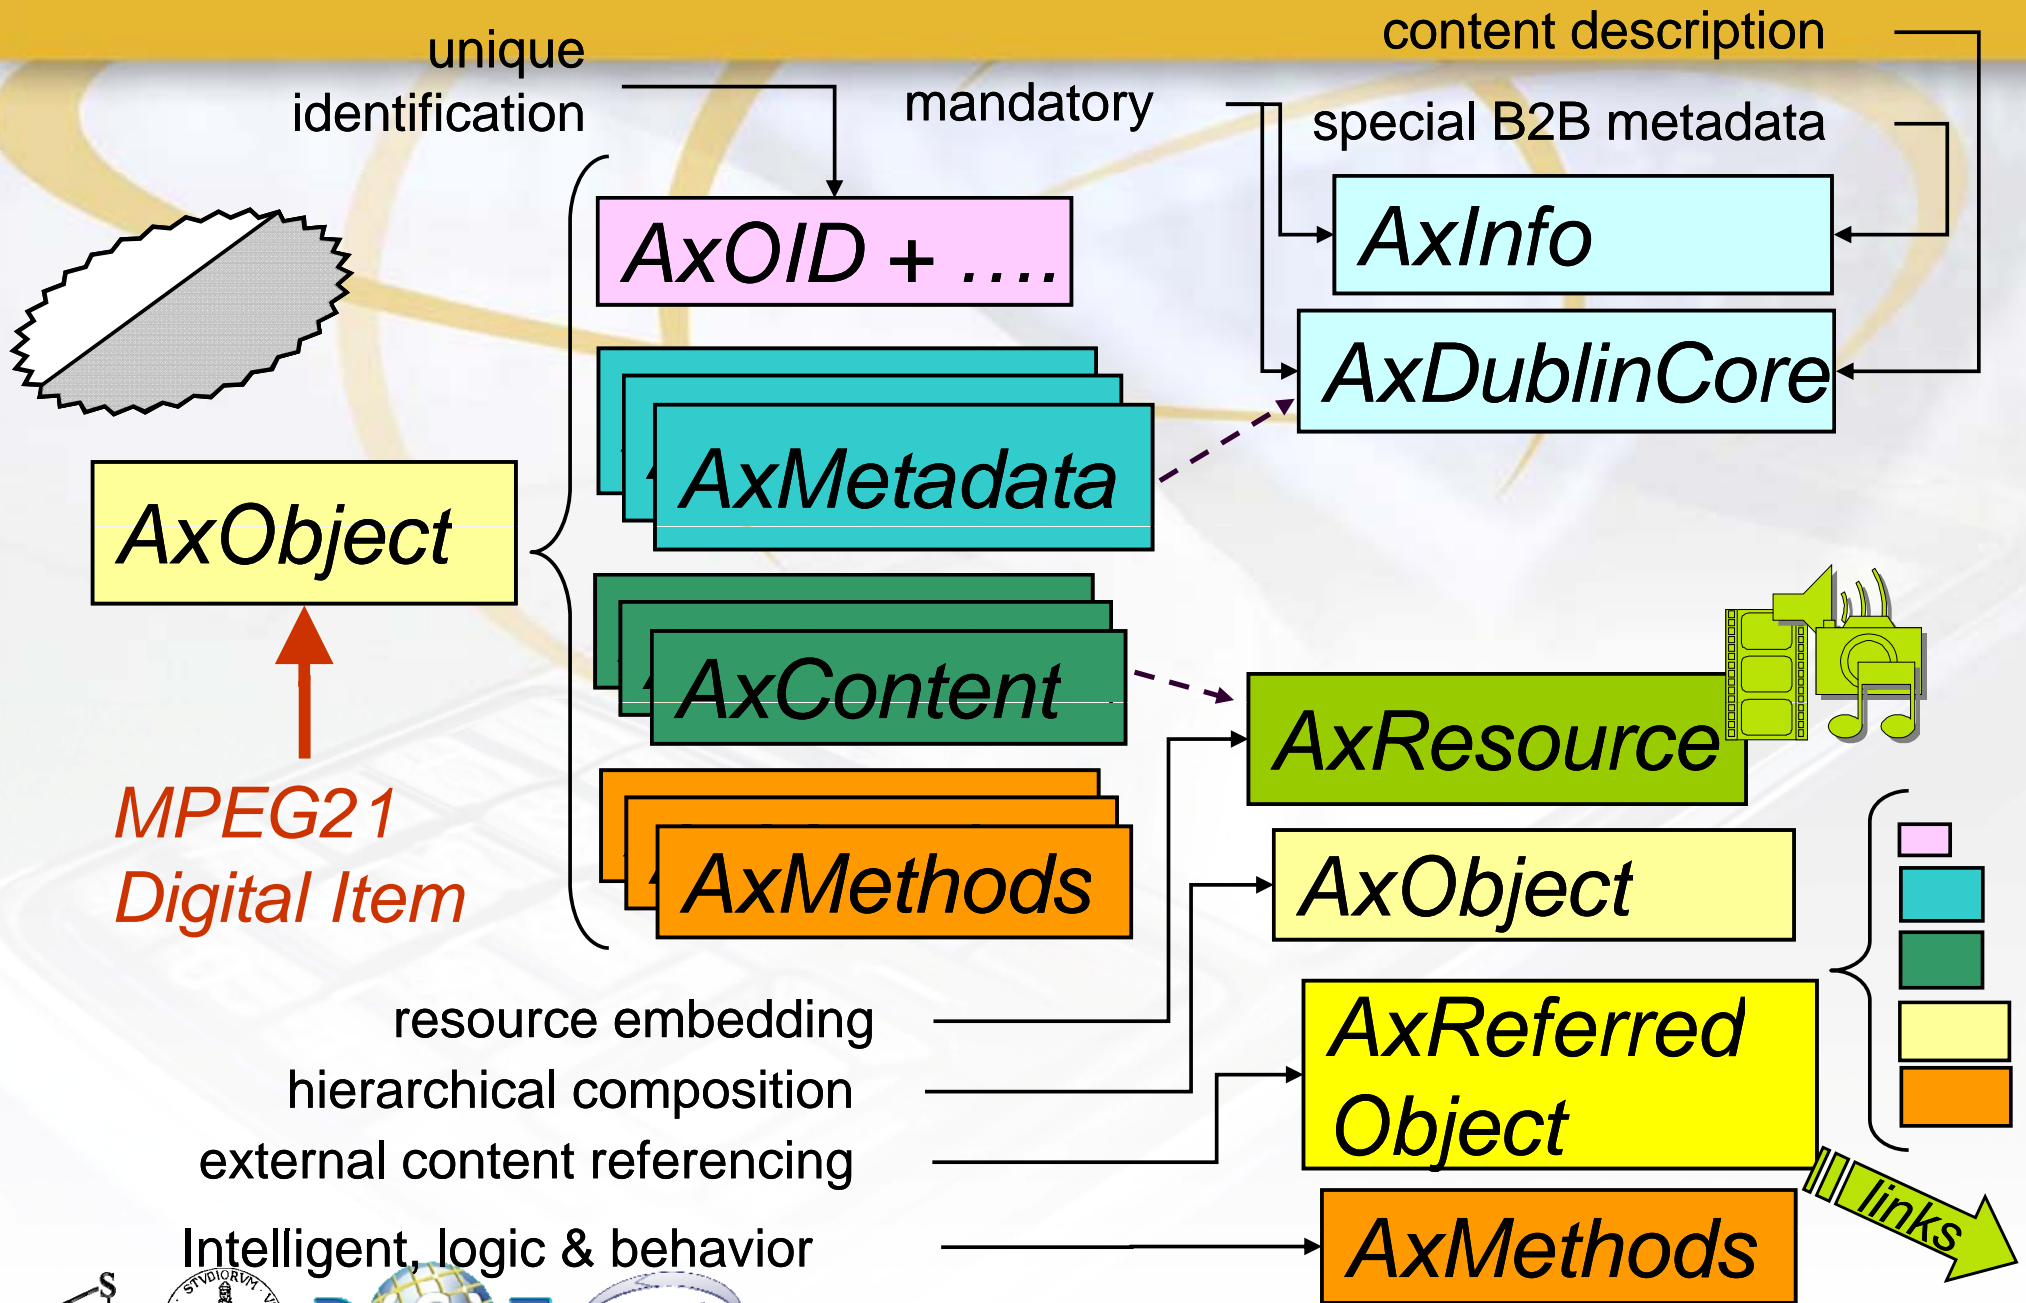 unique
identification
mandatory
content description
special B2B metadata
AxOID + ....
AxInfo
AxDublinCore
AxMetadata
AxObject
AxContent
AxResource
MPEG21
Digital Item
AxMethods
AxObject
resource embedding
hierarchical composition
external content referencing
AxReferred
Object
links
Intelligent, logic & behavior
AxMethods